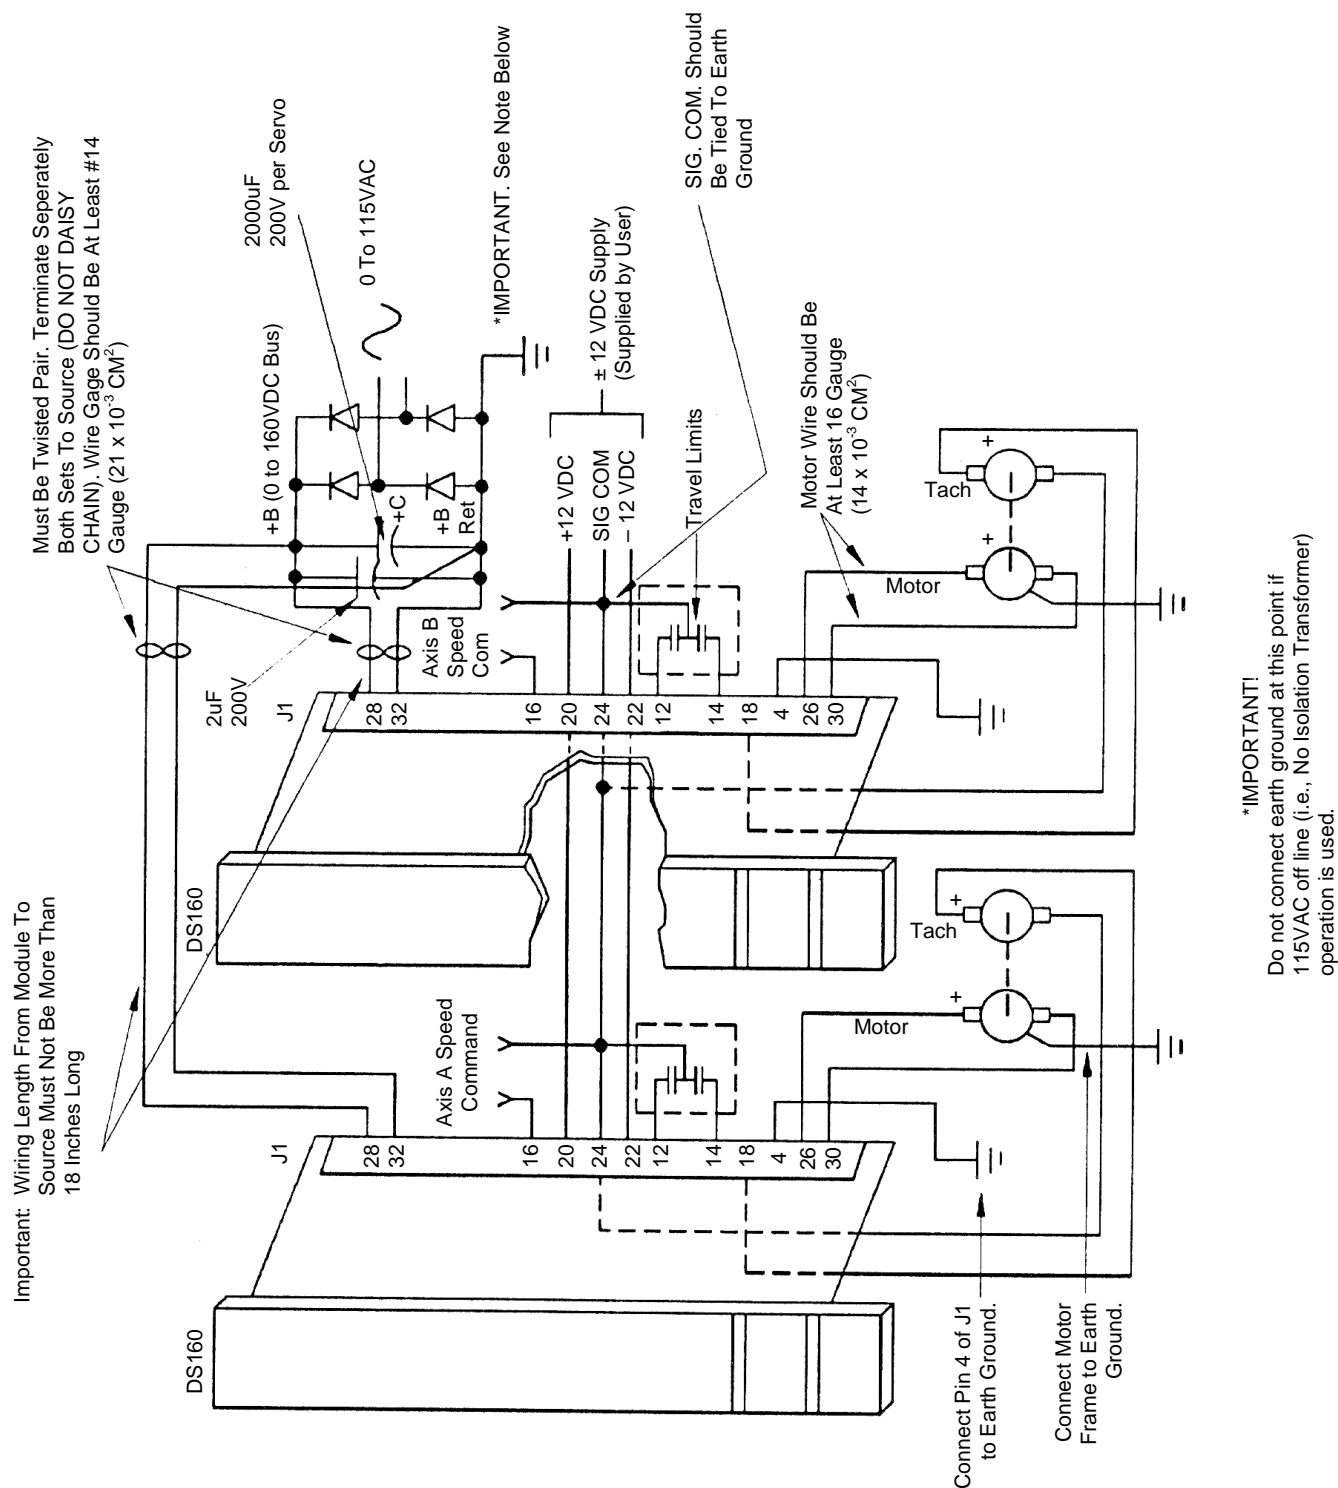 Important:  Wiring Length From Module To
Source Must Not Be More Than
18 Inches Long
Must Be Twisted Pair. Terminate Seperately
Both Sets To Source (DO NOT DAISY
CHAIN), Wire Gage Should Be At Least #14
Gauge (21 x 10⁻³ CM²)
2uF
200V
+B (0 to 160VDC Bus)
2000uF
200V per Servo
0 To 115VAC
+C
+B
Ret
*IMPORTANT. See Note Below
DS160
J1
28
32
16
20
24
22
12
14
18
4
26
30
Axis A Speed
Command
DS160
J1
28
32
16
20
24
22
12
14
18
4
26
30
Axis B
Speed
Com
+12 VDC
SIG COM
– 12 VDC
± 12 VDC Supply
(Supplied by User)
SIG. COM. Should
Be Tied To Earth
Ground
Travel Limits
Motor Wire Should Be
At Least 16 Gauge
(14 x 10⁻³ CM²)
Motor
+
Tach
+
Motor
+
Tach
+
Connect Pin 4 of J1
to Earth Ground.
Connect Motor
Frame to Earth
Ground.
*IMPORTANT!
Do not connect earth ground at this point if
115VAC off line (i.e., No Isolation Transformer)
operation is used.